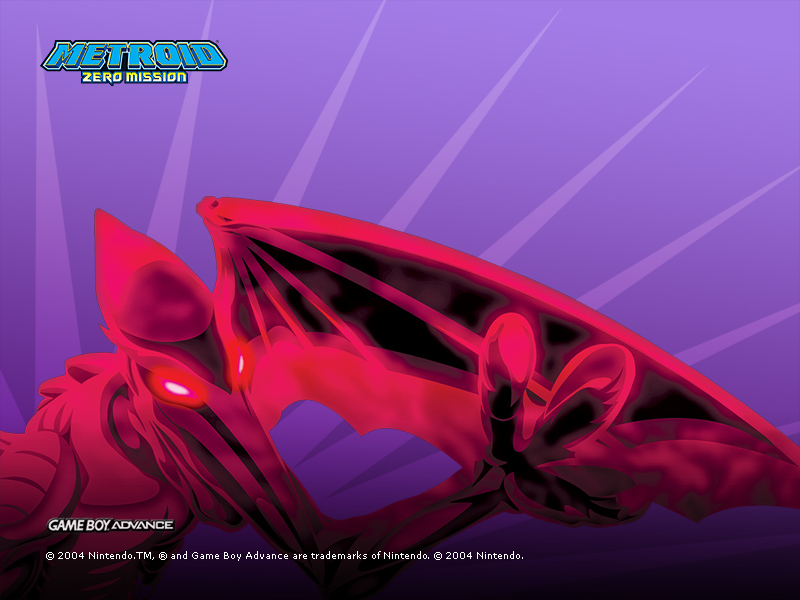 METROID
ZERO MISSION
GAME BOY ADVANCE
© 2004 Nintendo.TM, ® and Game Boy Advance are trademarks of Nintendo. © 2004 Nintendo.